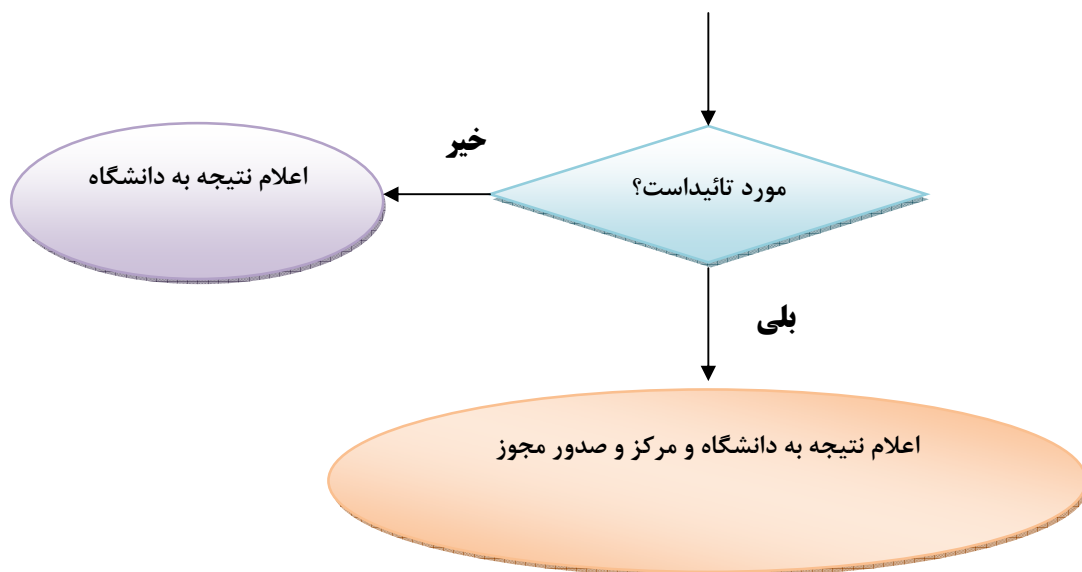 خیر
اعلام نتیجه به دانشگاه
مورد تائیداست؟
بلی
اعلام نتیجه به دانشگاه و مرکز و صدور مجوز